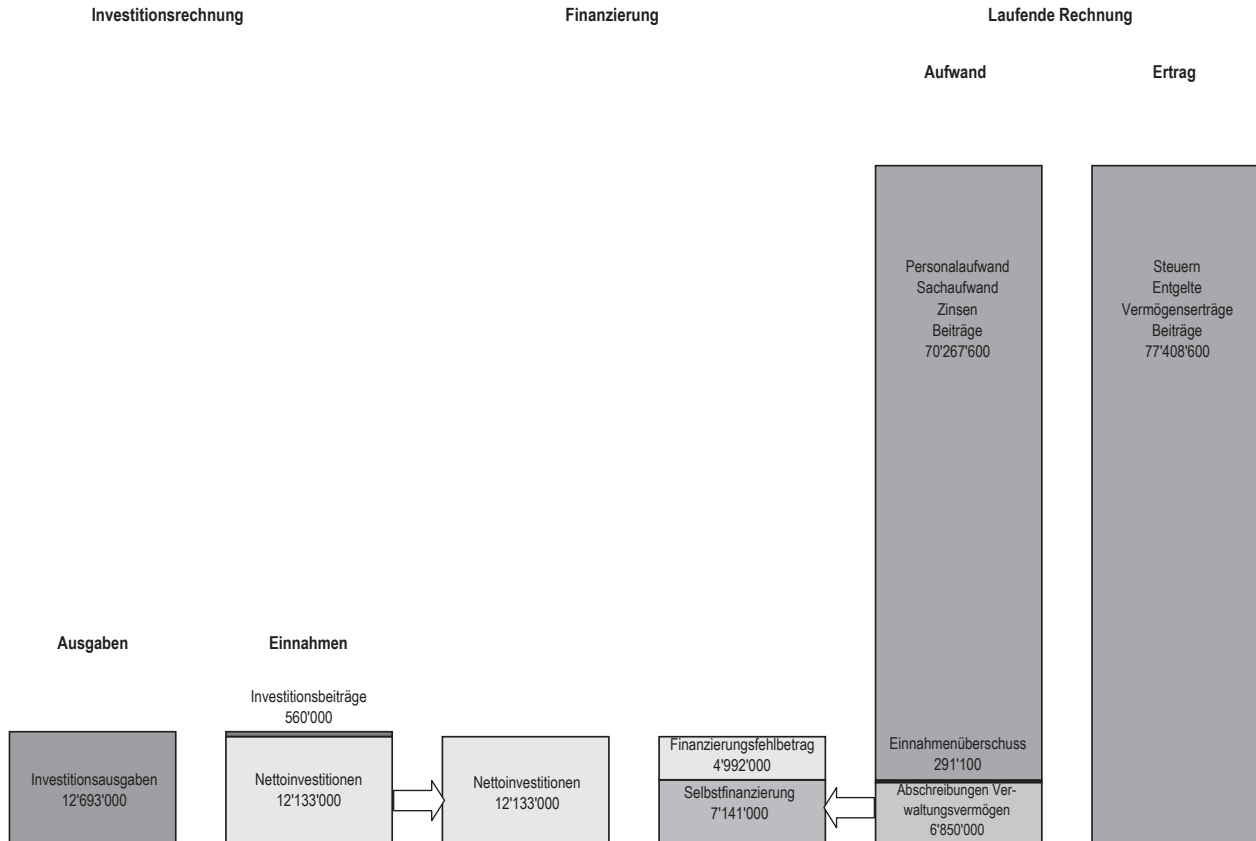 Investitionsrechnung
Finanzierung
Laufende Rechnung
Aufwand
Ertrag
Personalaufwand
Sachaufwand
Zinsen
Beiträge
70'267'600
Steuern
Entgelte
Vermögenserträge
Beiträge
77'408'600
Ausgaben
Einnahmen
Investitionsbeiträge
560'000
Investitionsausgaben
12'693'000
Nettoinvestitionen
12'133'000
Nettoinvestitionen
12'133'000
Finanzierungsfehlbetrag
4'992'000
Selbstfinanzierung
7'141'000
Einnahmenüberschuss
291'100
Abschreibungen Ver-
waltungsvermögen
6'850'000